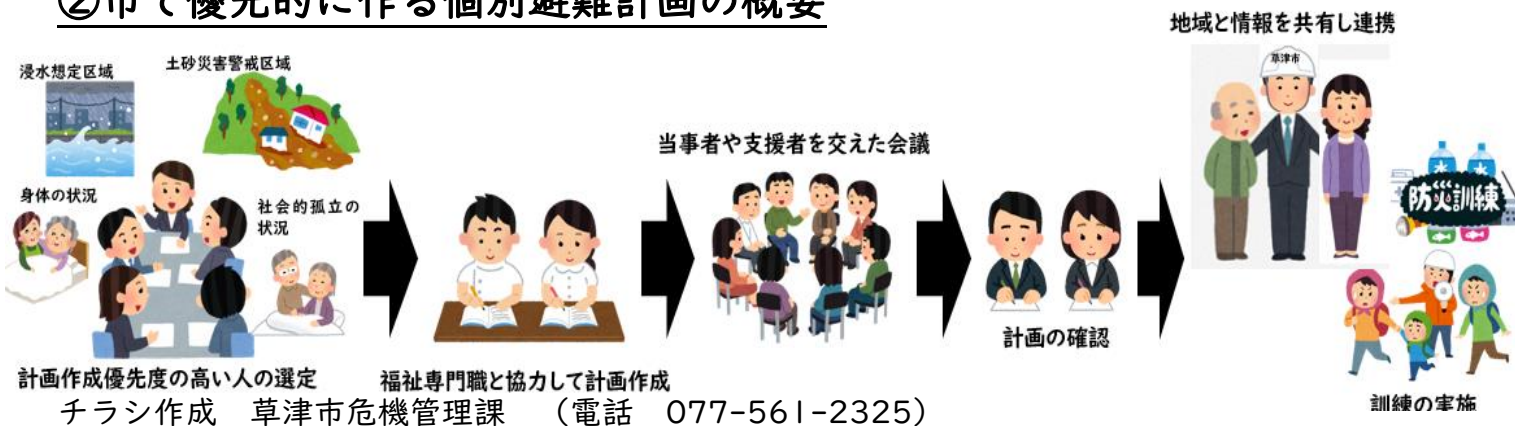 ②市で優先的に作る個別避難計画の概要
浸水想定区域
土砂災害警戒区域
身体の状況
社会的孤立の
状況
計画作成優先度の高い人の選定
福祉専門職と協力して計画作成
当事者や支援者を交えた会議
計画の確認
地域と情報を共有し連携
草津市
防災訓練
訓練の実施
チラシ作成 草津市危機管理課 (電話 077-561-2325)